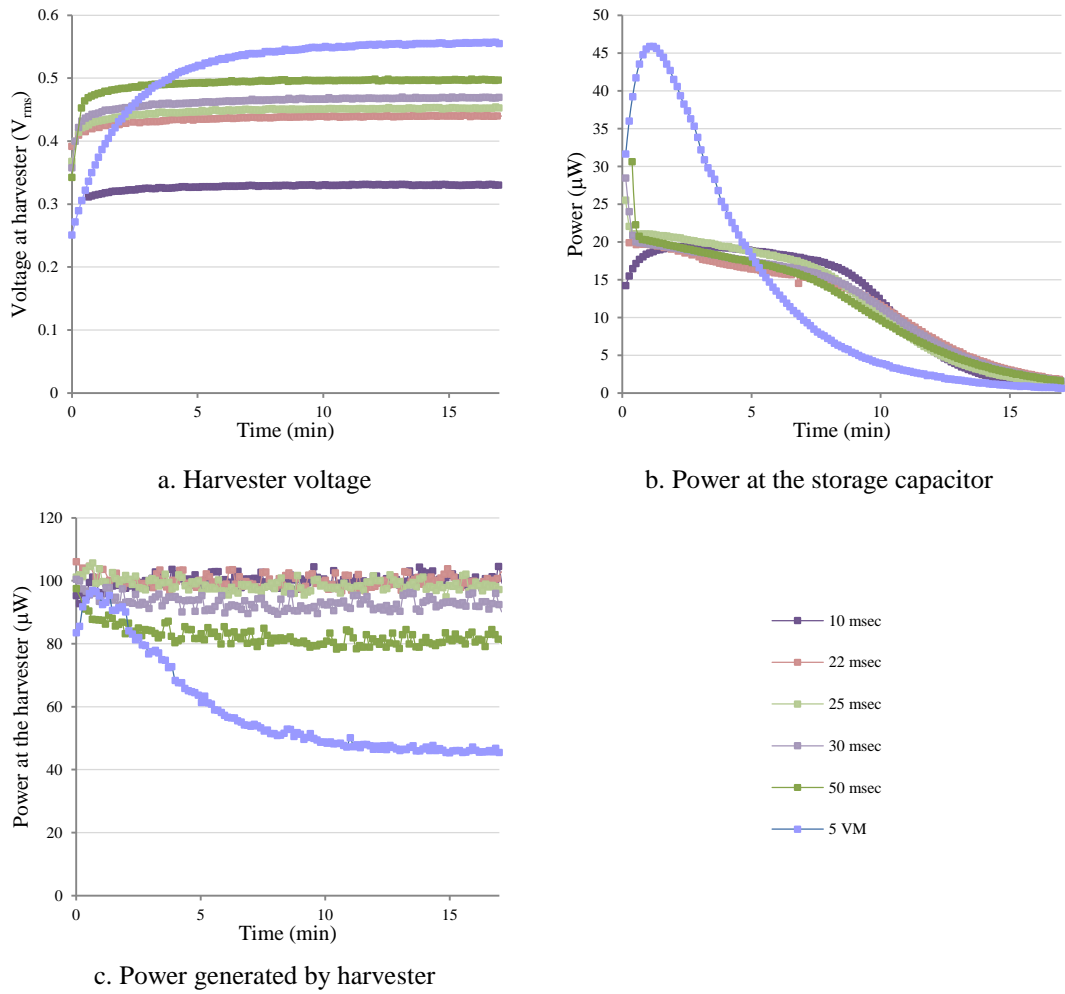 0.6
0.5
0.4
0.3
0.2
0.1
0
0
5
10
15
Voltage at harvester (Vrms)
Time (min)
a. Harvester voltage
50
45
40
35
30
25
20
15
10
5
0
0
5
10
15
Power (µW)
Time (min)
b. Power at the storage capacitor
120
100
80
60
40
20
0
0
5
10
15
Power at the harvester (µW)
Time (min)
c. Power generated by harvester
10 msec
22 msec
25 msec
30 msec
50 msec
5 VM